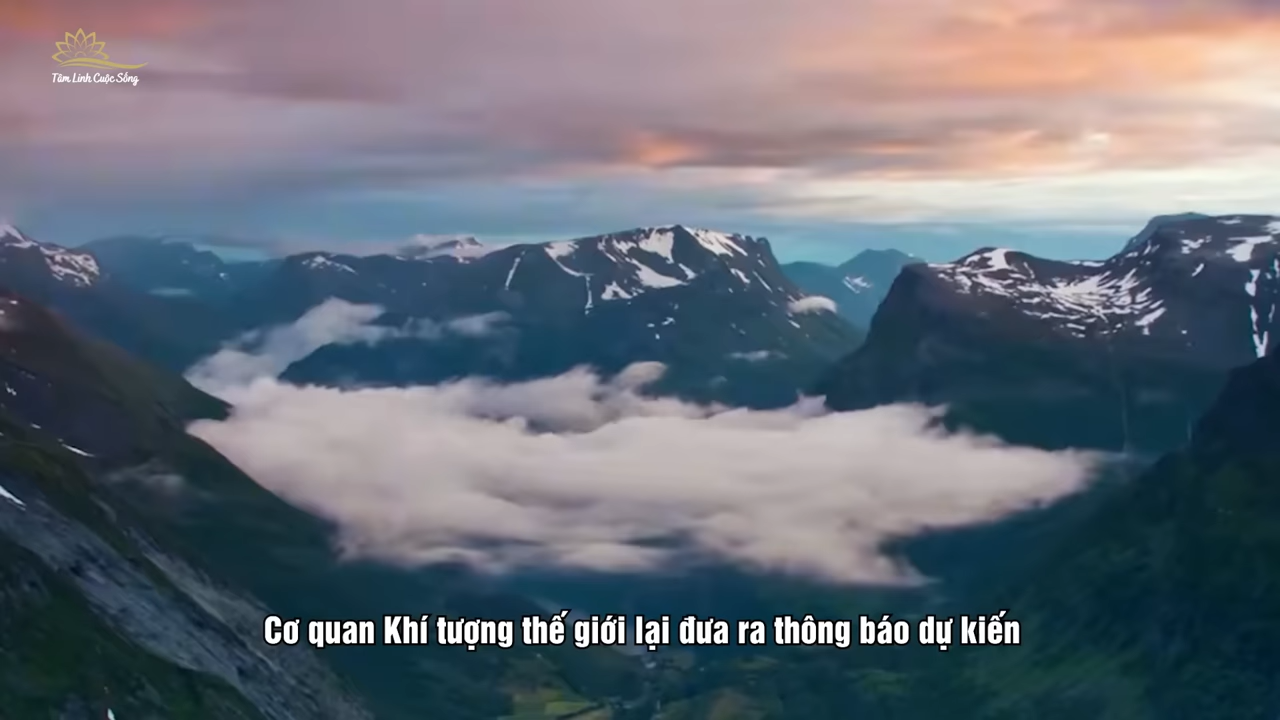 Tâm Linh Cuộc Sống
Cơ quan Khí tượng thế giới lại đưa ra thông báo dự kiến